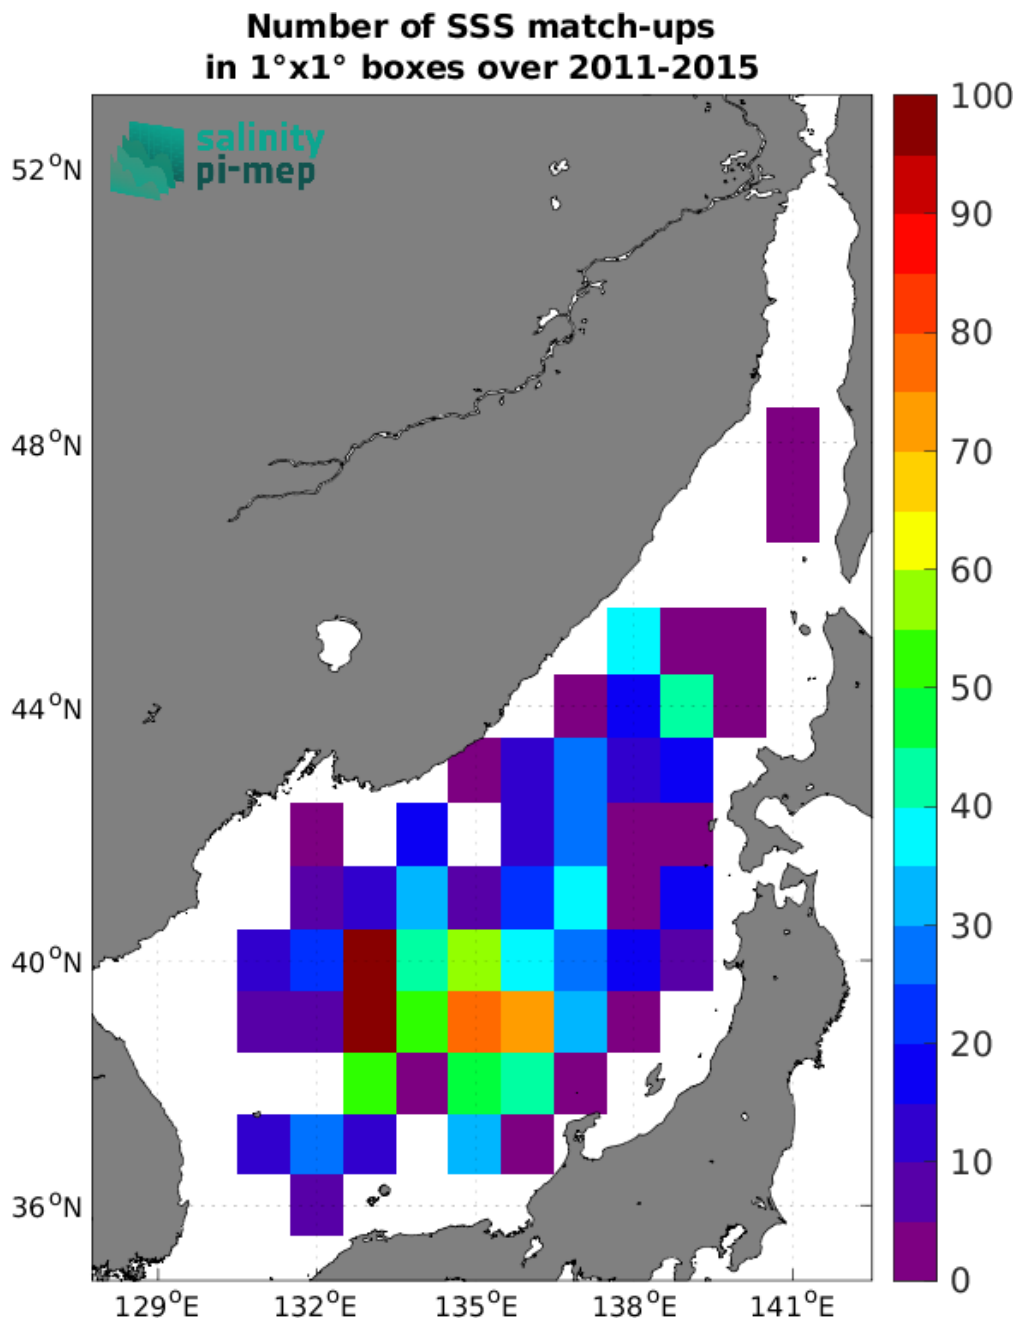 Number of SSS match-ups
in 1°x1° boxes over 2011-2015
salinity
pi-mep
52°N
48°N
44°N
40°N
36°N
129°E 132°E 135°E 138°E 141°E
100
90
80
70
60
50
40
30
20
10
0